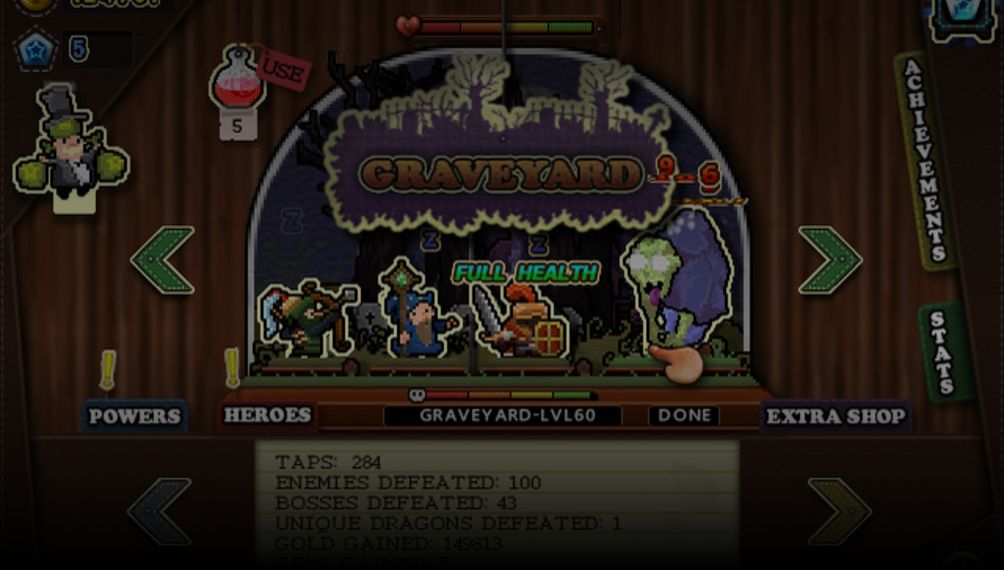 5
USE
5
GRAVEYARD
9-6
Z
Z
Z
FULL HEALTH
ACHIEVEMENTS
STATS
!
!
POWERS
HEROES
GRAVEYARD-LVL60
DONE
EXTRA SHOP
TAPS: 284
ENEMIES DEFEATED: 100
BOSSES DEFEATED: 43
UNIQUE DRAGONS DEFEATED: 1
GOLD GAINED: 149813